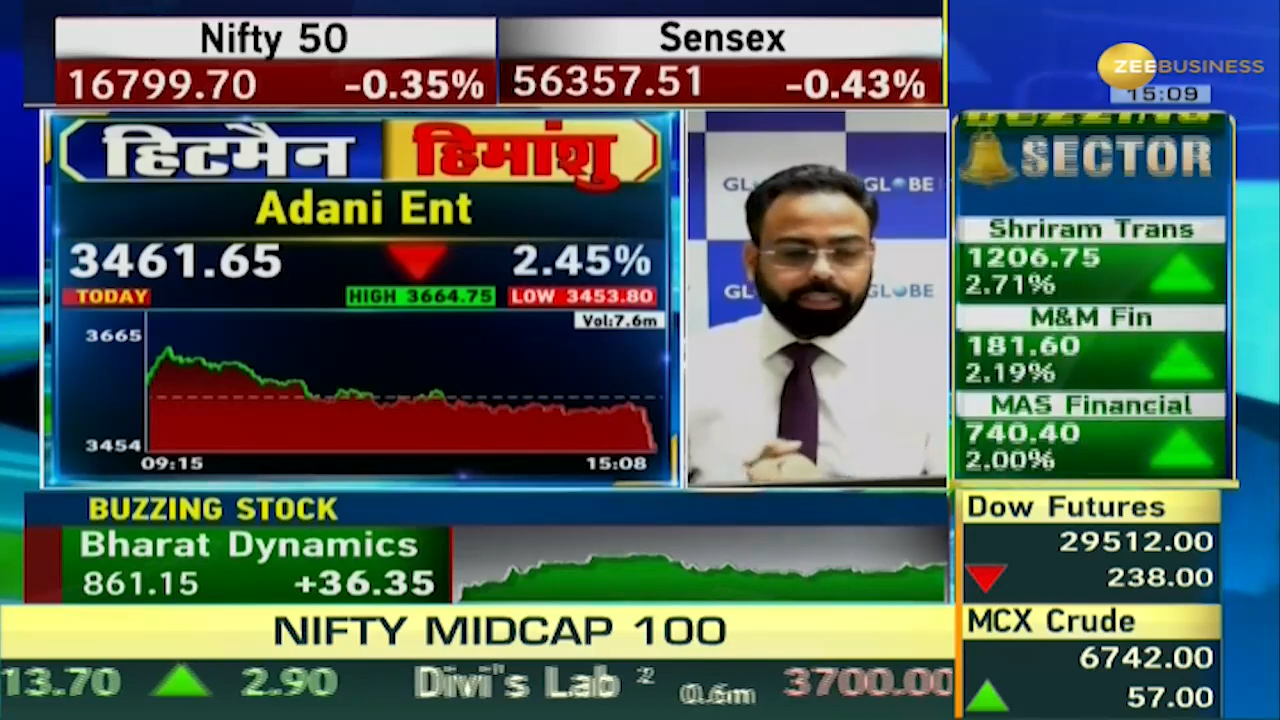 Nifty 50
16799.70 -0.35%
Sensex
56357.51 -0.43%
ZEEBUSINESS
15:09
हिटमैन हिमांशु
Adani Ent
3461.65 2.45%
TODAY HIGH 3664.75 LOW 3453.80
Vol:7.6m
3665
3454
09:15 15:08
GLOBE
GL
GLOBE
BUZZING
SECTOR
Shriram Trans
1206.75
2.71%
M&M Fin
181.60
2.19%
MAS Financial
740.40
2.00%
BUZZING STOCK
Bharat Dynamics
861.15 +36.35
Dow Futures
29512.00
238.00
MCX Crude
6742.00
57.00
NIFTY MIDCAP 100
13.70 2.90 Divi's Lab 0.6m 3700.00